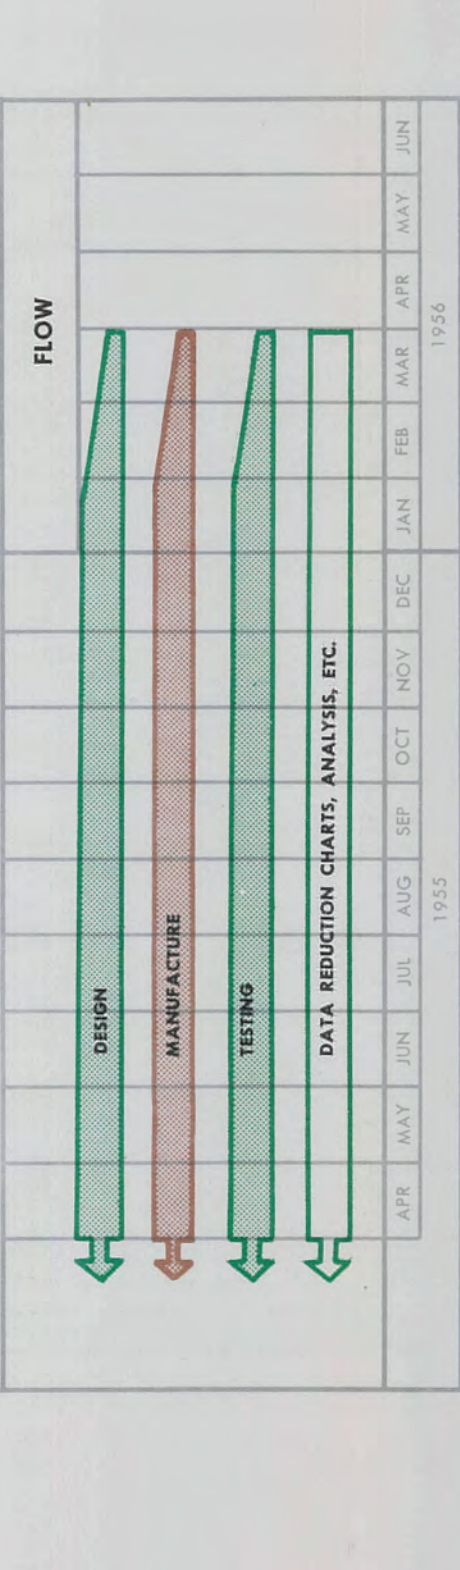 FLOW
DESIGN
MANUFACTURE
TESTING
DATA REDUCTION CHARTS, ANALYSIS, ETC.
APR MAY JUN JUL AUG SEP OCT NOV DEC JAN FEB MAR APR MAY JUN
1955 1956